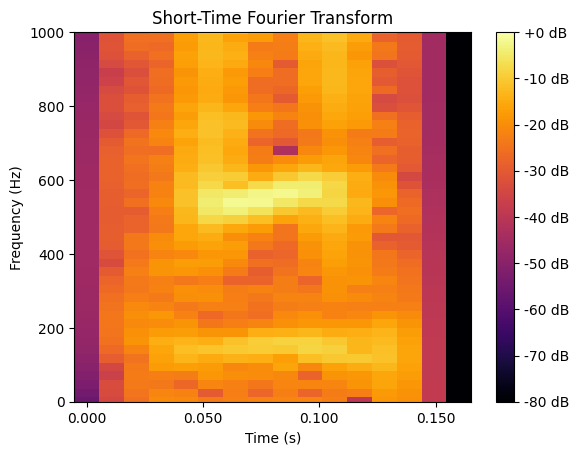 Short-Time Fourier Transform
1000
800
600
400
200
0
Frequency (Hz)
0.000
0.050
0.100
0.150
Time (s)
+0 dB
-10 dB
-20 dB
-30 dB
-40 dB
-50 dB
-60 dB
-70 dB
-80 dB